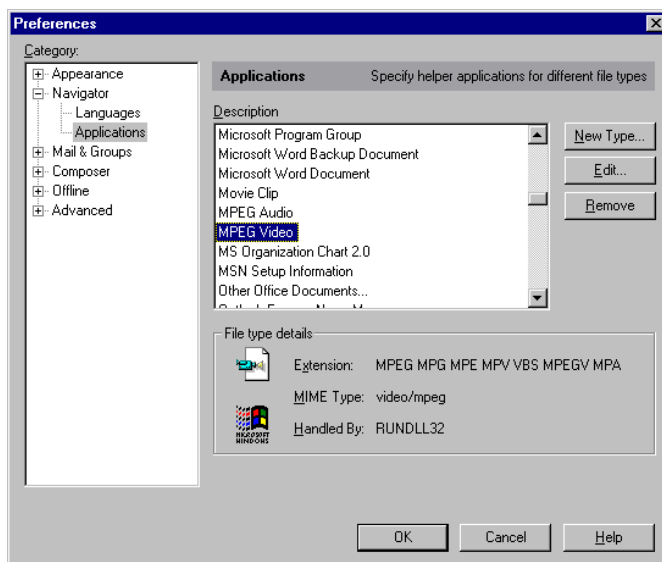 Preferences
Category:
Appearance
Navigator
Languages
Applications
Mail & Groups
Composer
Offline
Advanced
Applications Specify helper applications for different file types
Description
Microsoft Program Group
Microsoft Word Backup Document
Microsoft Word Document
Movie Clip
MPEG Audio
MPEG Video
MS Organization Chart 2.0
MSN Setup Information
Other Office Documents...
New Type...
Edit...
Remove
File type details
Extension: MPEG MPG MPE MPV VBS MPEGV MPA
MIME Type: video/mpeg
Handled By: RUNDLL32
MICROSOFT
WINDOWS
OK Cancel Help